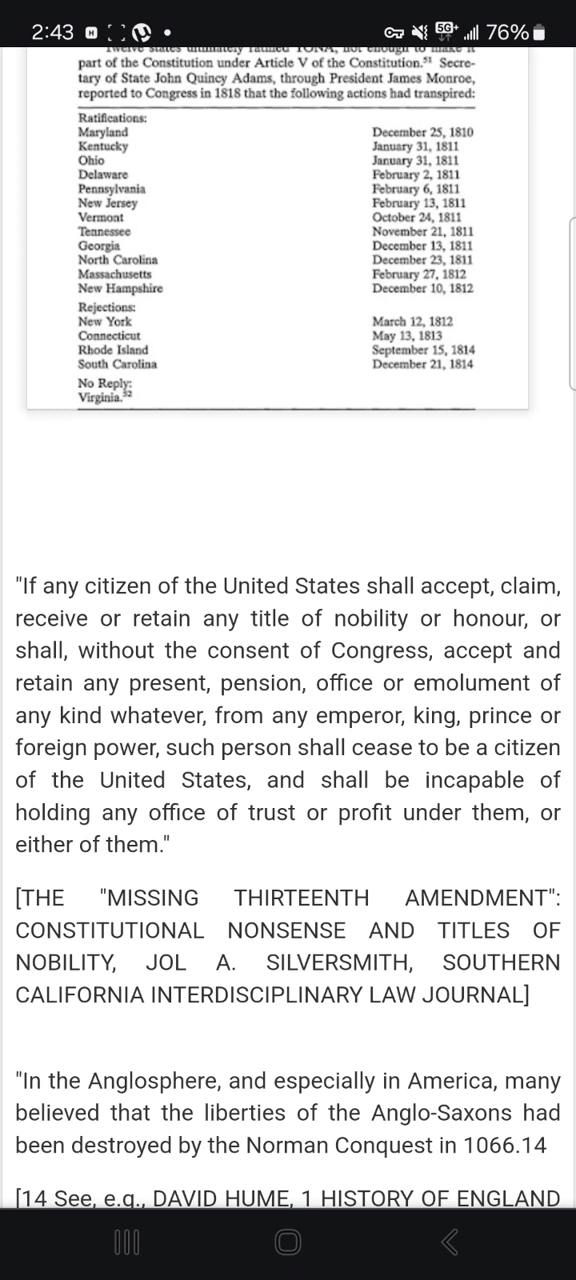 2:43
5G+
76%
Twelve states ultimately ratified TONA, not enough to make it
part of the Constitution under Article V of the Constitution.51 Secre-
tary of State John Quincy Adams, through President James Monroe,
reported to Congress in 1818 that the following actions had transpired:
Ratifications:
Maryland December 25, 1810
Kentucky January 31, 1811
Ohio January 31, 1811
Delaware February 2, 1811
Pennsylvania February 6, 1811
New Jersey February 13, 1811
Vermont October 24, 1811
Tennessee November 21, 1811
Georgia December 13, 1811
North Carolina December 23, 1811
Massachusetts February 27, 1812
New Hampshire December 10, 1812
Rejections:
New York March 12, 1812
Connecticut May 13, 1813
Rhode Island September 15, 1814
South Carolina December 21, 1814
No Reply:
Virginia.52
"If any citizen of the United States shall accept, claim,
receive or retain any title of nobility or honour, or
shall, without the consent of Congress, accept and
retain any present, pension, office or emolument of
any kind whatever, from any emperor, king, prince or
foreign power, such person shall cease to be a citizen
of the United States, and shall be incapable of
holding any office of trust or profit under them, or
either of them."
[THE "MISSING THIRTEENTH AMENDMENT":
CONSTITUTIONAL NONSENSE AND TITLES OF
NOBILITY, JOL A. SILVERSMITH, SOUTHERN
CALIFORNIA INTERDISCIPLINARY LAW JOURNAL]
"In the Anglosphere, and especially in America, many
believed that the liberties of the Anglo-Saxons had
been destroyed by the Norman Conquest in 1066.14
[14 See, e.g., DAVID HUME, 1 HISTORY OF ENGLAND